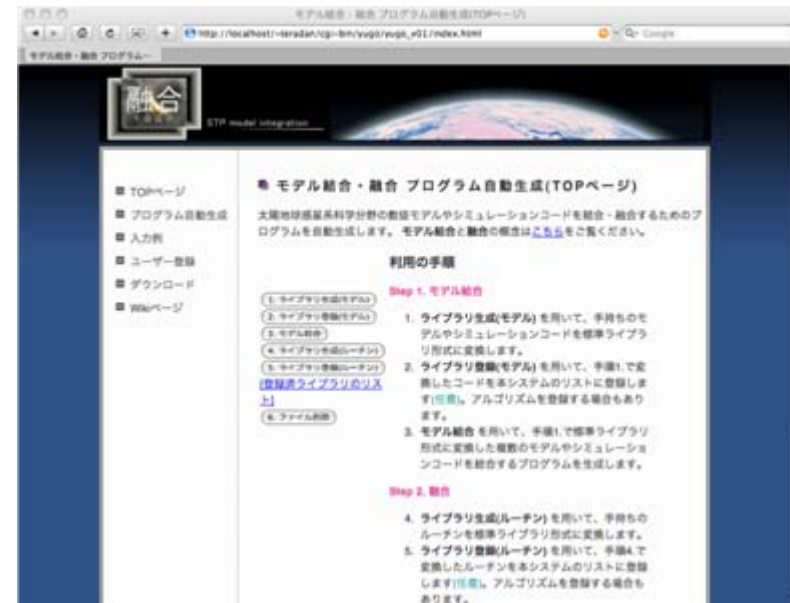 モデル結合・融合 プログラム自動生成(TOPページ)
http://localhost/~teradan/cgi-bin/yugo/yugo_v01/index.html
Google
モデル結合・融合 プログラム…
融合
YUGO
STP model integration
TOPページ
プログラム自動生成
入力例
ユーザー登録
ダウンロード
Wikiページ
モデル結合・融合 プログラム自動生成(TOPページ)
太陽地球惑星系科学分野の数値モデルやシミュレーションコードを結合・融合するためのプ
ログラムを自動生成します。 モデル結合と融合の概念はこちらをご覧ください。
利用の手順
1. ライブラリ生成(モデル)
2. ライブラリ登録(モデル)
3. モデル結合
4. ライブラリ生成(ルーチン)
5. ライブラリ登録(ルーチン)
[登録済ライブラリのリス
ト]
6. ファイル削除
Step 1. モデル結合
1. ライブラリ生成(モデル) を用いて、手持ちのモ
デルやシミュレーションコードを標準ライブラ
リ形式に変換します。
2. ライブラリ登録(モデル) を用いて、手順1.で変
換したコードを本システムのリストに登録しま
す(任意)。アルゴリズムを登録する場合もあり
ます。
3. モデル結合 を用いて、手順1.で標準ライブラリ
形式に変換した複数のモデルやシミュレーショ
ンコードを結合するプログラムを生成します。
Step 2. 融合
4. ライブラリ生成(ルーチン) を用いて、手持ちの
ルーチンを標準ライブラリ形式に変換します。
5. ライブラリ登録(ルーチン) を用いて、手順4.で
変換したルーチンを本システムのリストに登録
します(任意)。アルゴリズムを登録する場合も
あります。